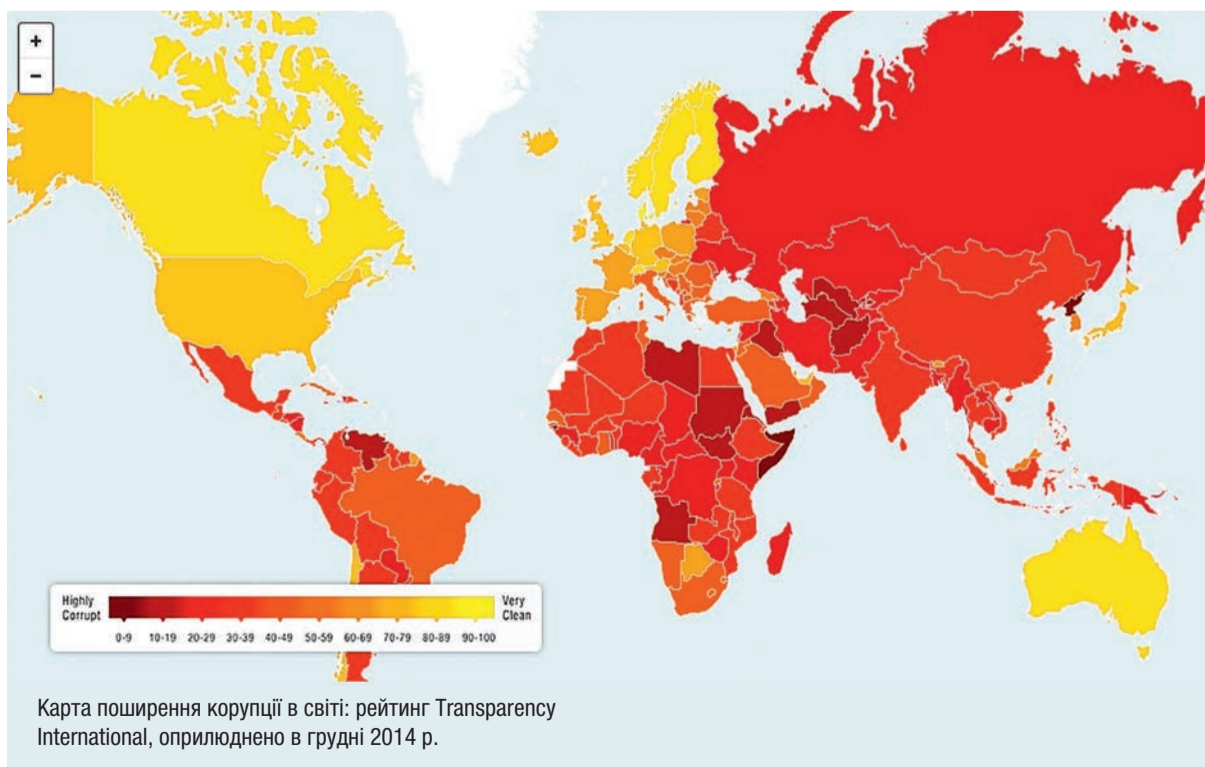 +
−
Highly
Corrupt
Very
Clean
0-9 10-19 20-29 30-39 40-49 50-59 60-69 70-79 80-89 90-100
Карта поширення корупції в світі: рейтинг Transparency
International, оприлюднено в грудні 2014 р.